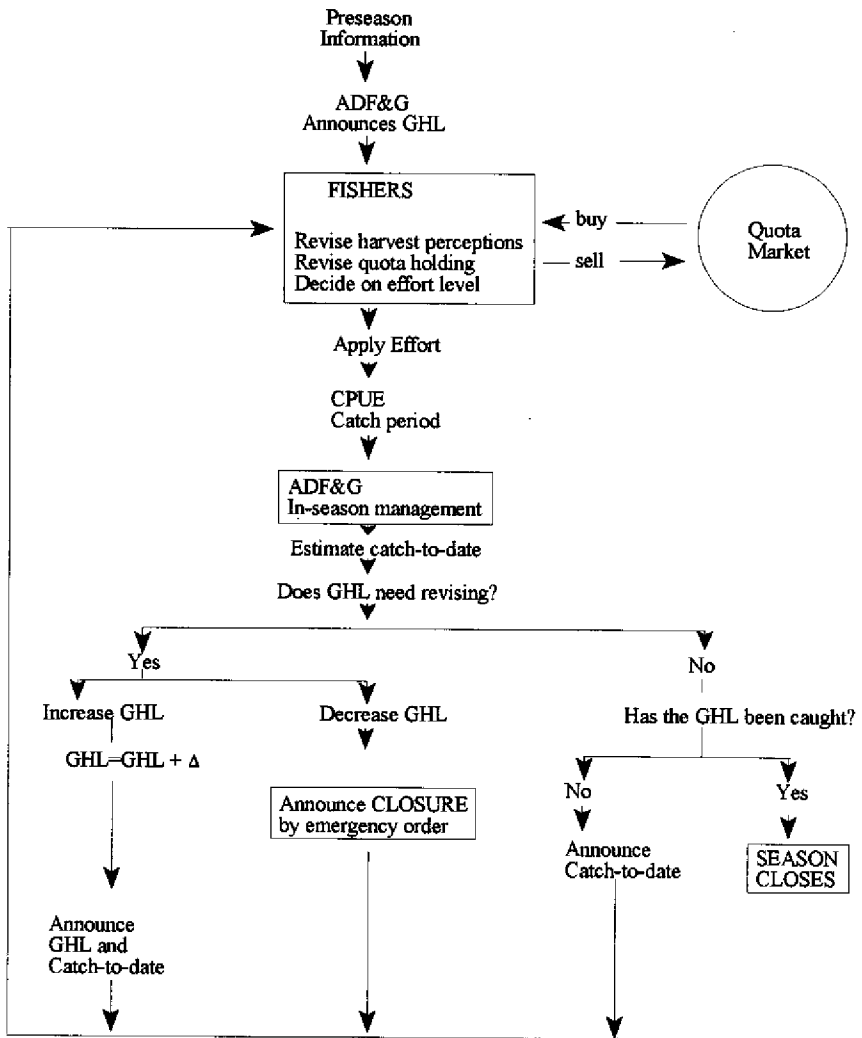 Preseason
Information
ADF&G
Announces GHL
FISHERS
Revise harvest perceptions
Revise quota holding
Decide on effort level
buy
sell
Quota
Market
Apply Effort
CPUE
Catch period
ADF&G
In-season management
Estimate catch-to-date
Does GHL need revising?
Yes
No
Increase GHL
Decrease GHL
Has the GHL been caught?
GHL=GHL + Δ
Announce CLOSURE
by emergency order
No
Yes
Announce
Catch-to-date
SEASON
CLOSES
Announce
GHL and
Catch-to-date